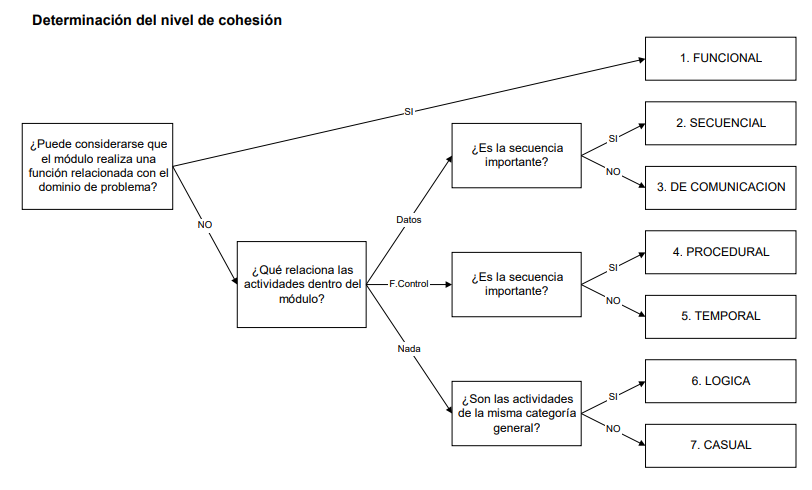 Determinación del nivel de cohesión
1. FUNCIONAL
SI
¿Puede considerarse que
el módulo realiza una
función relacionada con el
dominio de problema?
¿Es la secuencia
importante?
SI
2. SECUENCIAL
NO
3. DE COMUNICACION
NO
Datos
¿Qué relaciona las
actividades dentro del
módulo?
F.Control
¿Es la secuencia
importante?
SI
4. PROCEDURAL
NO
5. TEMPORAL
Nada
¿Son las actividades
de la misma categoría
general?
SI
6. LOGICA
NO
7. CASUAL